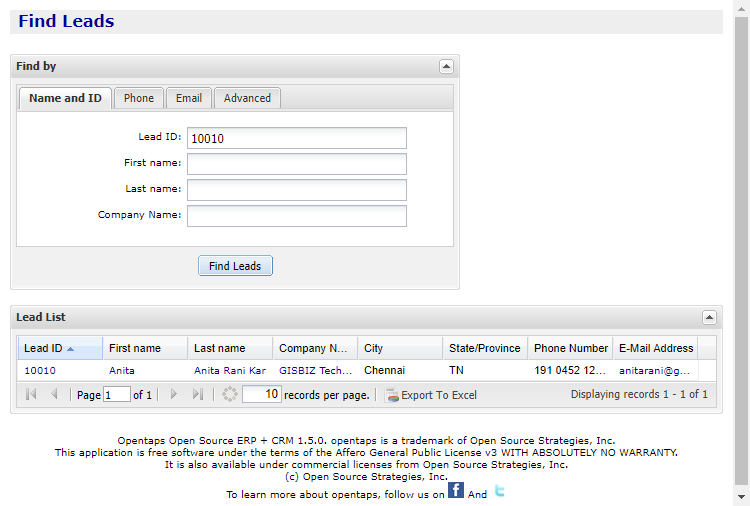 Find Leads
Find by
Name and ID Phone Email Advanced
Lead ID: 10010
First name:
Last name:
Company Name:
Find Leads
Lead List
Lead ID First name Last name Company N... City State/Province Phone Number E-Mail Address
10010 Anita Anita Rani Kar GISBIZ Tech... Chennai TN 191 0452 12... anitarani@g...
Page 1 of 1 10 records per page. Export To Excel Displaying records 1 - 1 of 1
Opentaps Open Source ERP + CRM 1.5.0. opentaps is a trademark of Open Source Strategies, Inc.
This application is free software under the terms of the Affero General Public License v3 WITH ABSOLUTELY NO WARRANTY.
It is also available under commercial licenses from Open Source Strategies, Inc.
(c) Open Source Strategies, Inc.
To learn more about opentaps, follow us on f And t